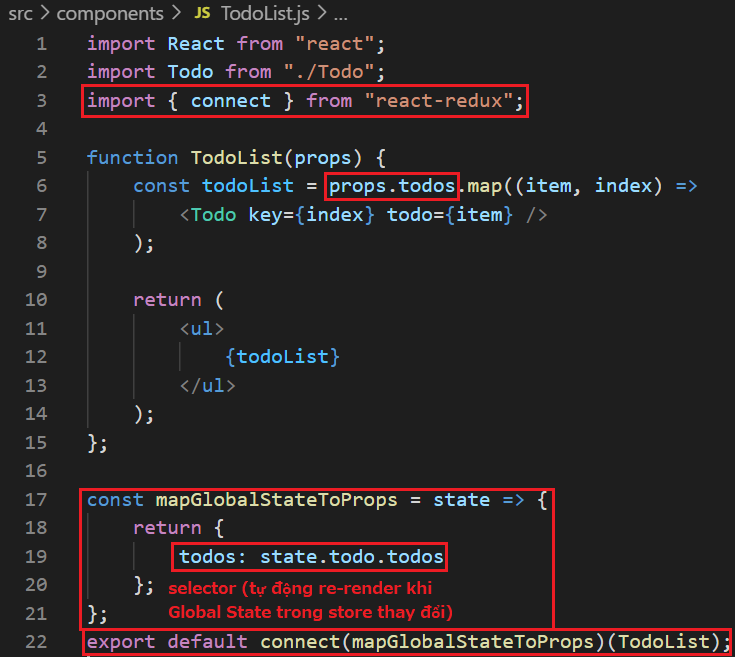 src > components > JS TodoList.js > ...
1 import React from "react";
2 import Todo from "./Todo";
3 import { connect } from "react-redux";
4
5 function TodoList(props) {
6     const todoList = props.todos.map((item, index) =>
7         <Todo key={index} todo={item} />
8     );
9
10     return (
11         <ul>
12             {todoList}
13         </ul>
14     );
15 };
16
17 const mapGlobalStateToProps = state => {
18     return {
19         todos: state.todo.todos
20     }; selector (tự động re-render khi
21 }; Global State trong store thay đổi)
22 export default connect(mapGlobalStateToProps)(TodoList);